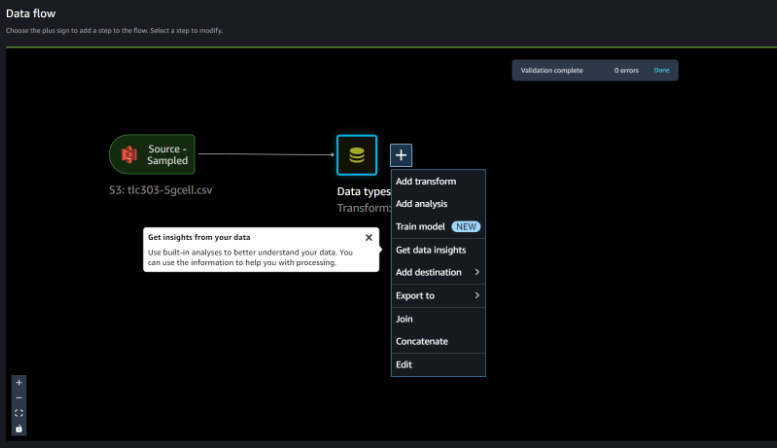 Data flow
Choose the plus sign to add a step to the flow. Select a step to modify.
Validation complete 0 errors Done
Source -
Sampled
S3: tlc303-5gcell.csv
Data types
Transform:
Add transform
Add analysis
Train model NEW
Get data insights
Add destination
Export to
Join
Concatenate
Edit
Get insights from your data
Use built-in analyses to better understand your data. You
can use the information to help you with processing.